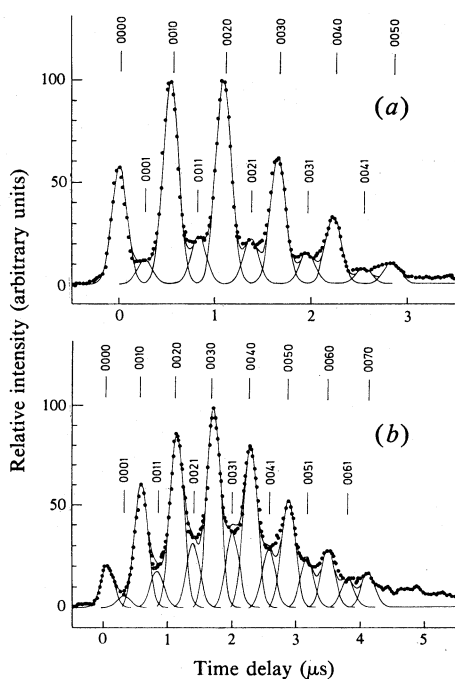 0000 0010 0020 0030 0040 0050
100
(a)
0001 0011 0021 0031 0041
50
0
0 1 2 3
0000 0010 0020 0030 0040 0050 0060 0070
100
(b)
0001 0011 0021 0031 0041 0051 0061
50
0
0 1 2 3 4 5
Relative intensity (arbitrary units)
Time delay (μs)